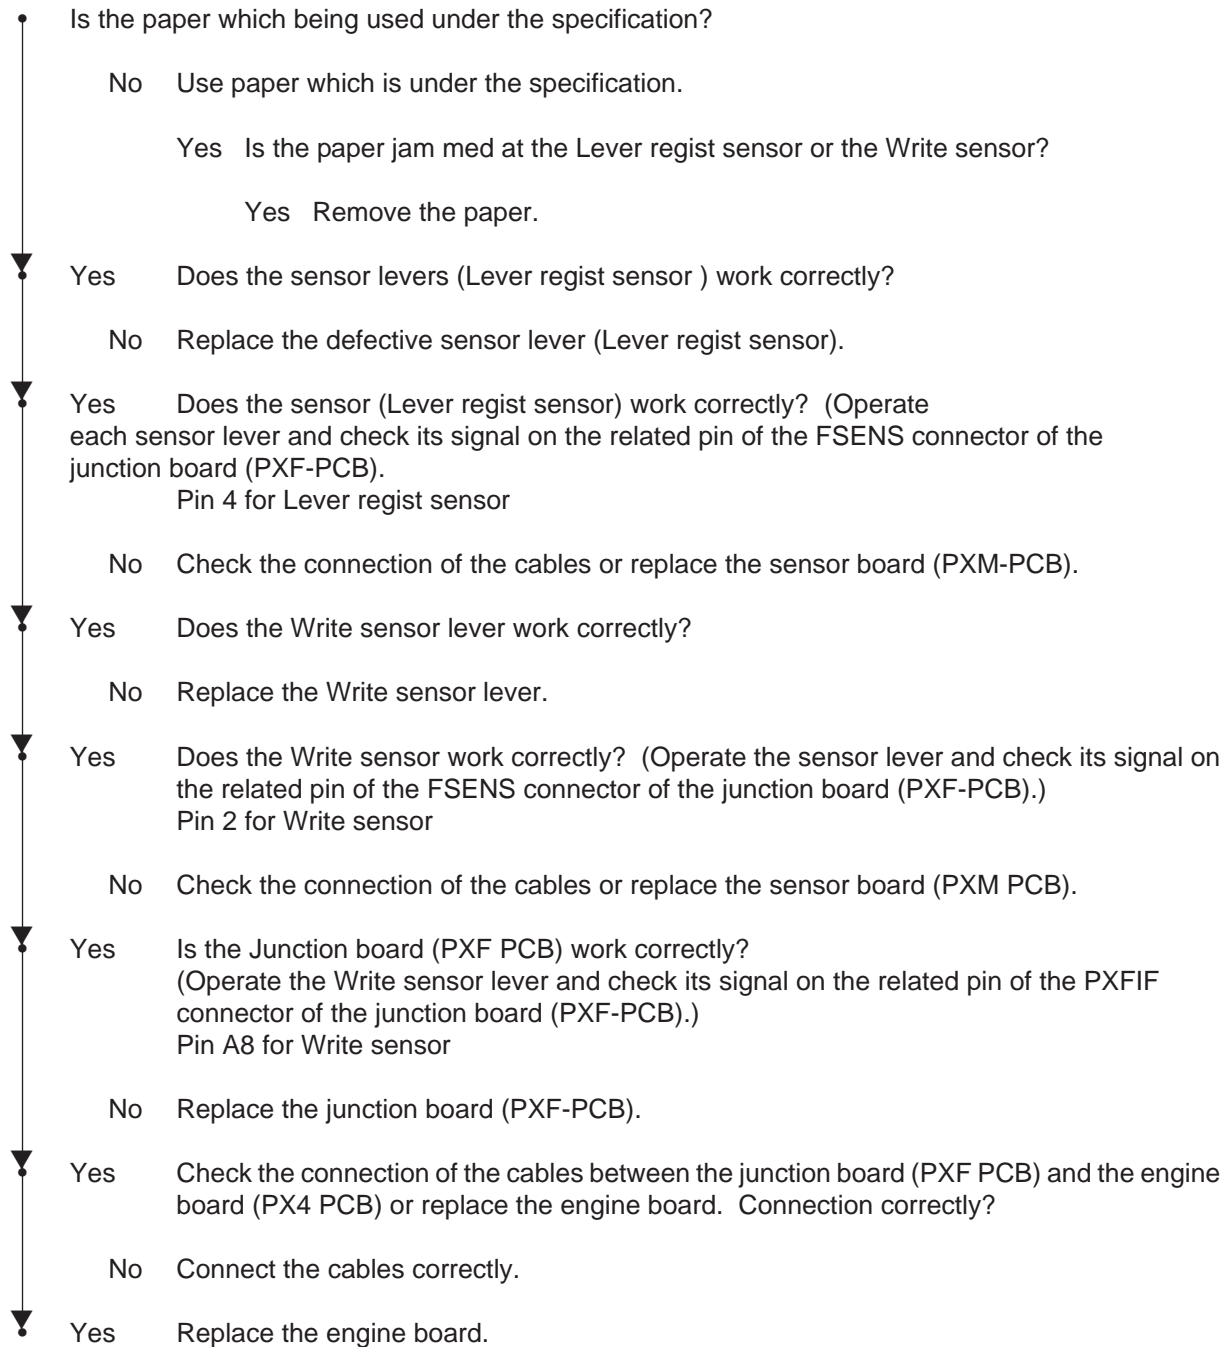 Is the paper which being used under the specification?
No Use paper which is under the specification.
Yes Is the paper jam med at the Lever regist sensor or the Write sensor?
Yes Remove the paper.
Yes Does the sensor levers (Lever regist sensor ) work correctly?
No Replace the defective sensor lever (Lever regist sensor).
Yes Does the sensor (Lever regist sensor) work correctly? (Operate
each sensor lever and check its signal on the related pin of the FSENS connector of the
junction board (PXF-PCB).
Pin 4 for Lever regist sensor
No Check the connection of the cables or replace the sensor board (PXM-PCB).
Yes Does the Write sensor lever work correctly?
No Replace the Write sensor lever.
Yes Does the Write sensor work correctly? (Operate the sensor lever and check its signal on
the related pin of the FSENS connector of the junction board (PXF-PCB).)
Pin 2 for Write sensor
No Check the connection of the cables or replace the sensor board (PXM PCB).
Yes Is the Junction board (PXF PCB) work correctly?
(Operate the Write sensor lever and check its signal on the related pin of the PXFIF
connector of the junction board (PXF-PCB).)
Pin A8 for Write sensor
No Replace the junction board (PXF-PCB).
Yes Check the connection of the cables between the junction board (PXF PCB) and the engine
board (PX4 PCB) or replace the engine board. Connection correctly?
No Connect the cables correctly.
Yes Replace the engine board.